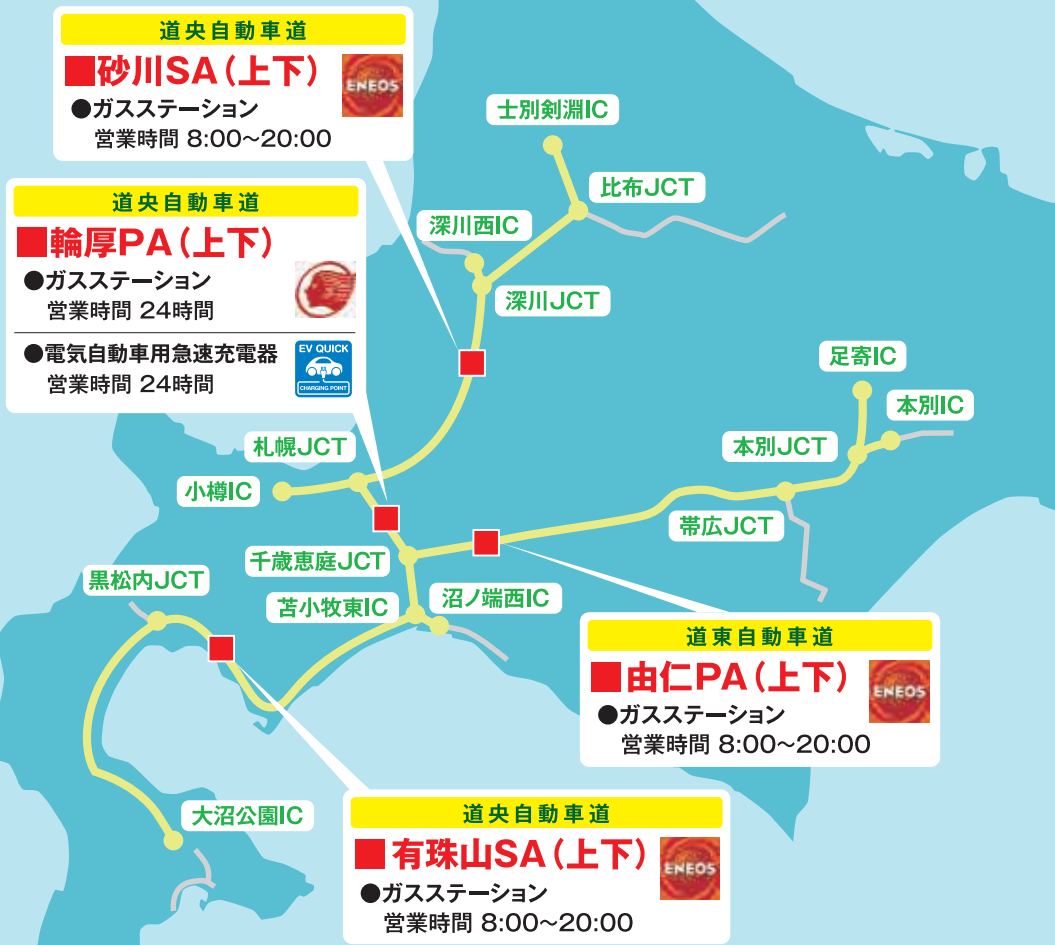 道央自動車道
■砂川SA（上下）
ENEOS
●ガスステーション
営業時間 8:00～20:00
道央自動車道
■輪厚PA（上下）
●ガスステーション
営業時間 24時間
●電気自動車用急速充電器
営業時間 24時間
EV QUICK
CHARGING POINT
士別剣淵IC
比布JCT
深川西IC
深川JCT
足寄IC
本別IC
本別JCT
帯広JCT
札幌JCT
小樽IC
千歳恵庭JCT
黒松内JCT
苫小牧東IC
沼ノ端西IC
大沼公園IC
道東自動車道
■由仁PA（上下）
ENEOS
●ガスステーション
営業時間 8:00～20:00
道央自動車道
■有珠山SA（上下）
ENEOS
●ガスステーション
営業時間 8:00～20:00